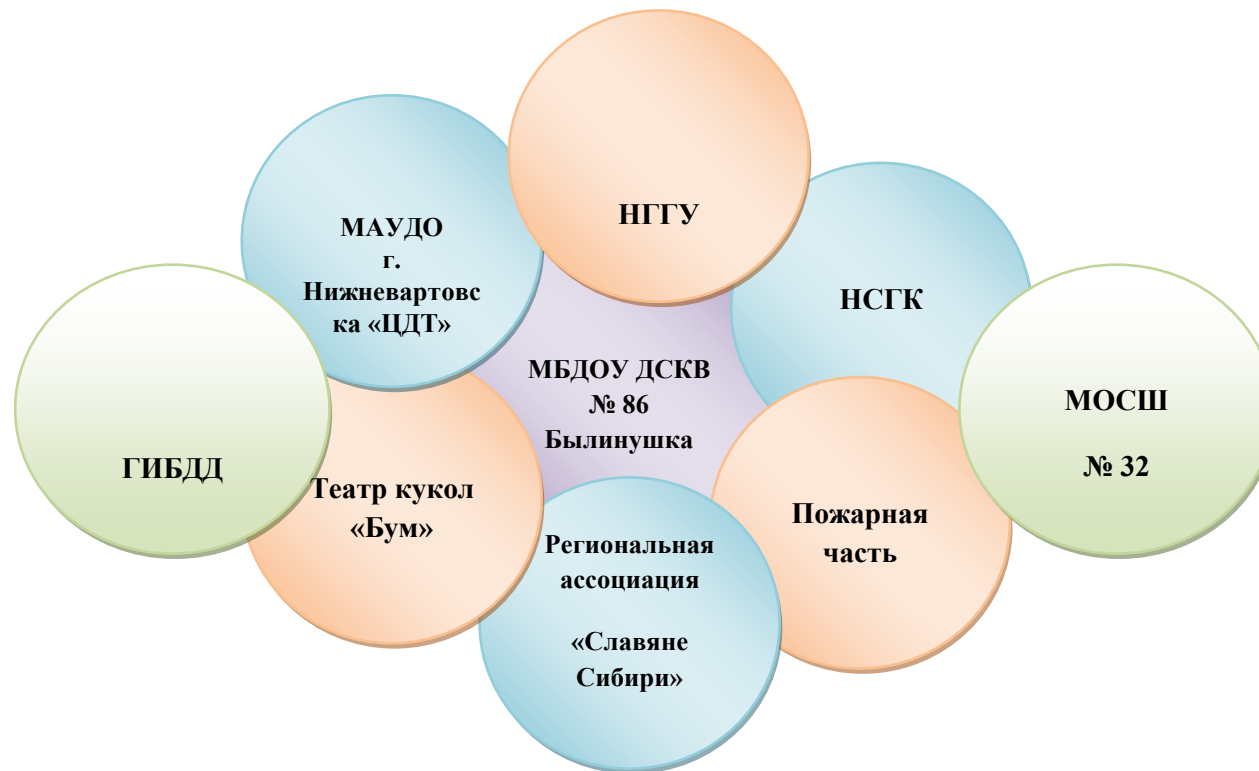 НГГУ
МАУДО
г.
Нижневартовс
ка «ЦДТ»
НСГК
МБДОУ ДСКВ
№ 86
Былинушка
МОСШ
№ 32
ГИБДД
Театр кукол
«Бум»
Пожарная
часть
Региональная
ассоциация
«Славяне
Сибири»